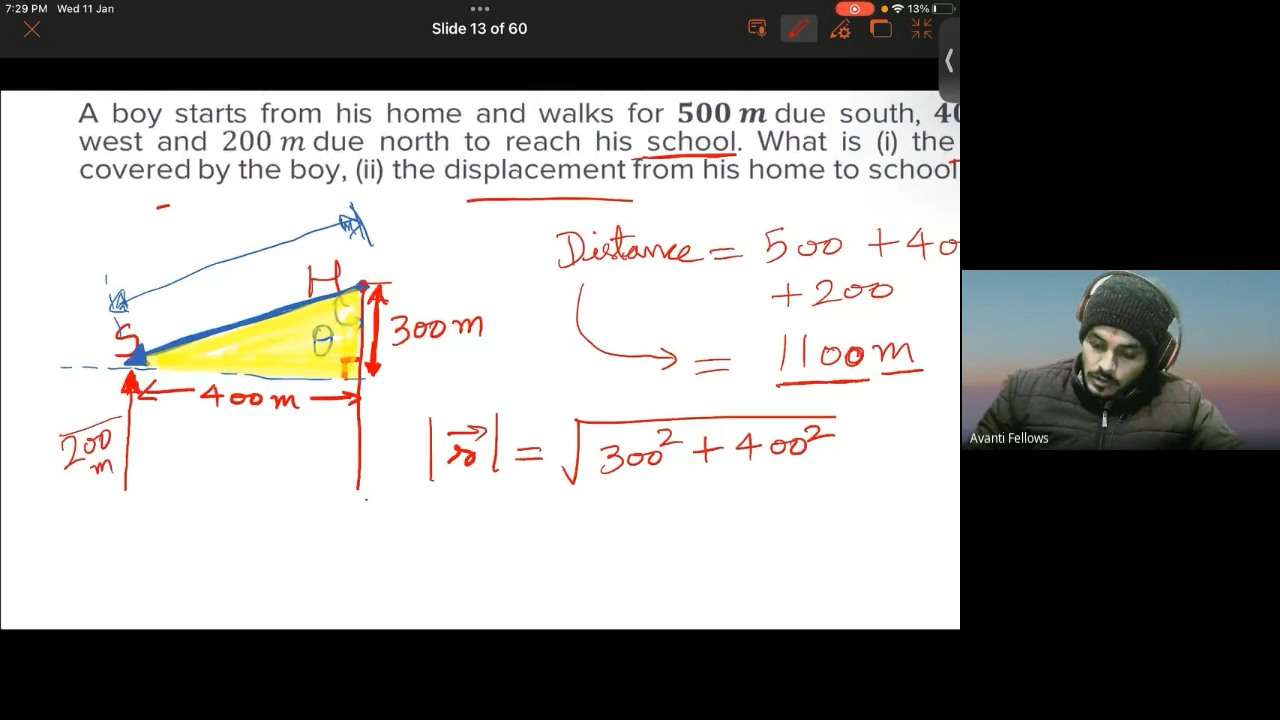 7:29 PM Wed 11 Jan
13%
Slide 13 of 60
A boy starts from his home and walks for 500 m due south, 40
west and 200 m due north to reach his school. What is (i) the
covered by the boy, (ii) the displacement from his home to school
Distance = 500 + 40
+ 200
= 1100 m
H
S
θ
300 m
400 m
200
m
|r⃗| = √300² + 400²
Avanti Fellows